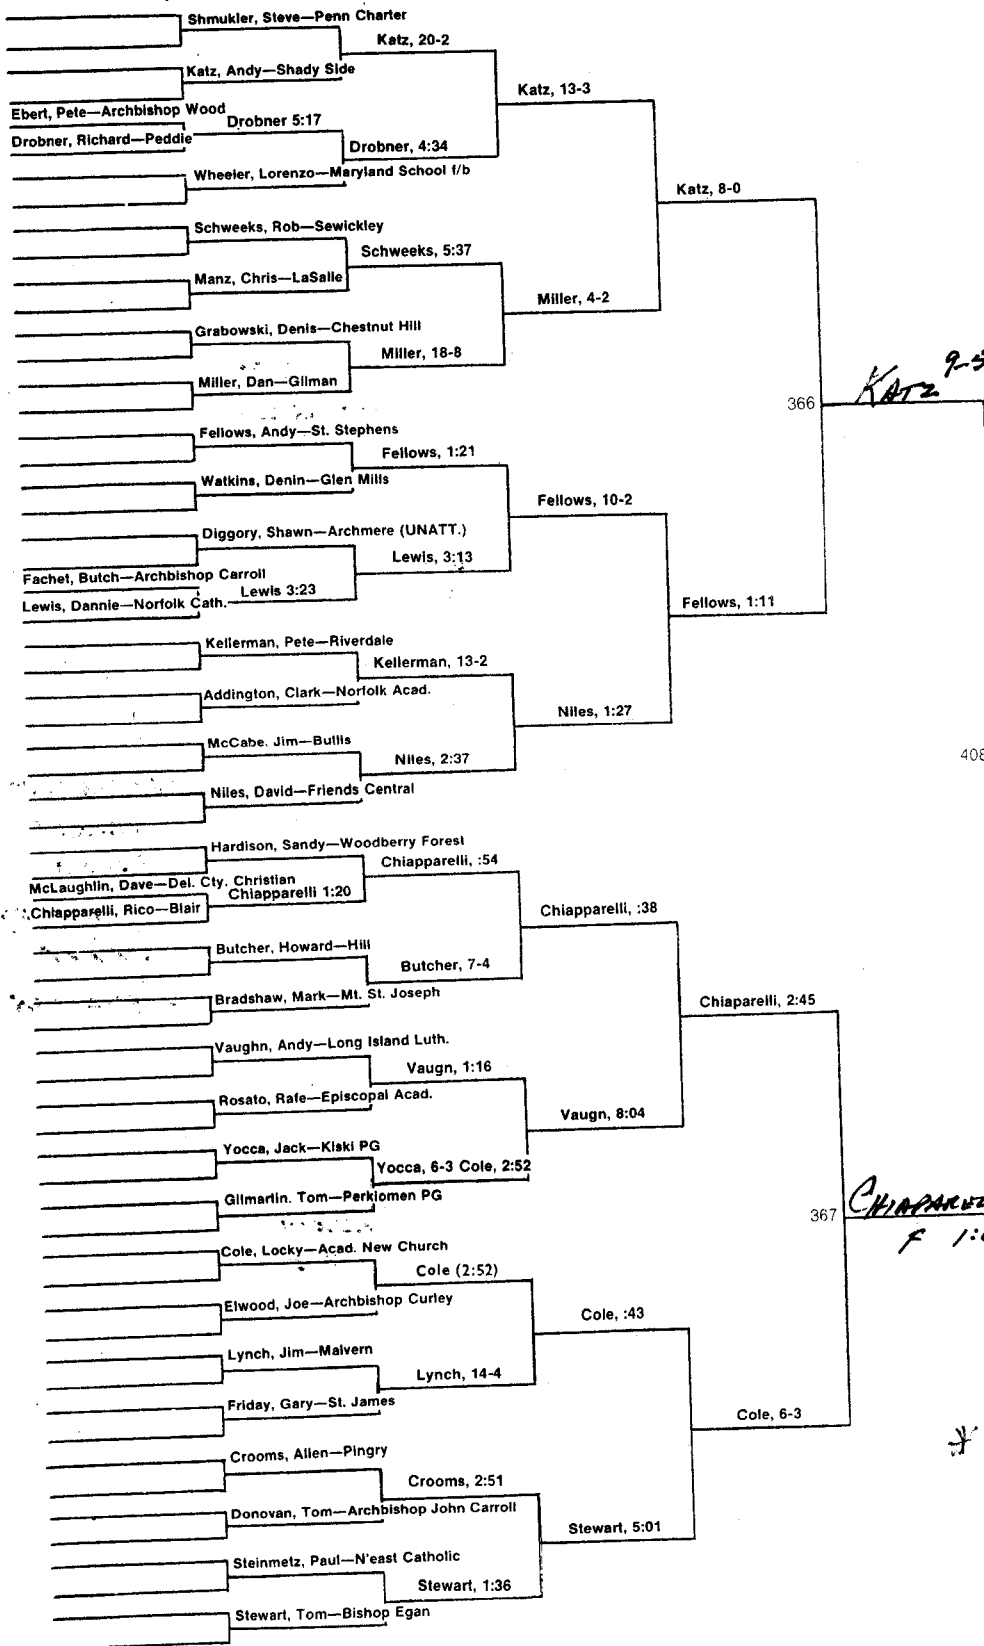 Shmukler, Steve—Penn Charter
Katz, 20-2
Katz, Andy—Shady Side
Katz, 13-3
Ebert, Pete—Archbishop Wood
Drobner 5:17
Drobner, Richard—Peddie
Drobner, 4:34
Wheeler, Lorenzo—Maryland School f/b
Katz, 8-0
Schweeks, Rob—Sewickley
Schweeks, 5:37
Manz, Chris—LaSalle
Miller, 4-2
Grabowski, Denis—Chestnut Hill
Miller, 18-8
Miller, Dan—Gilman
366
KATZ
Fellows, Andy—St. Stephens
Fellows, 1:21
Watkins, Denin—Glen Mills
Fellows, 10-2
Diggory, Shawn—Archmere (UNATT.)
Lewis, 3:13
Fachet, Butch—Archbishop Carroll
Lewis 3:23
Lewis, Dannie—Norfolk Cath.
Fellows, 1:11
Kellerman, Pete—Riverdale
Kellerman, 13-2
Addington, Clark—Norfolk Acad.
Niles, 1:27
McCabe. Jim—Bullis
Niles, 2:37
408
Niles, David—Friends Central
Hardison, Sandy—Woodberry Forest
Chiapparelli, :54
McLaughlin, Dave—Del. Cty. Christian
Chiapparelli 1:20
Chiapparelli, Rico—Blair
Chiapparelli, :38
Butcher, Howard—Hill
Butcher, 7-4
Bradshaw, Mark—Mt. St. Joseph
Chiaparelli, 2:45
Vaughn, Andy—Long Island Luth.
Vaugn, 1:16
Rosato, Rafe—Episcopal Acad.
Vaugn, 8:04
Yocca, Jack—Kiski PG
Yocca, 6-3 Cole, 2:52
Gilmartin. Tom—Perkiomen PG
367
CHIAPAREL
F 1:
Cole, Locky—Acad. New Church
Cole (2:52)
Elwood, Joe—Archbishop Curley
Cole, :43
Lynch, Jim—Malvern
Lynch, 14-4
Friday, Gary—St. James
Cole, 6-3
Crooms, Allen—Pingry
Crooms, 2:51
Donovan, Tom—Archbishop John Carroll
Stewart, 5:01
Steinmetz, Paul—N'east Catholic
Stewart, 1:36
Stewart, Tom—Bishop Egan